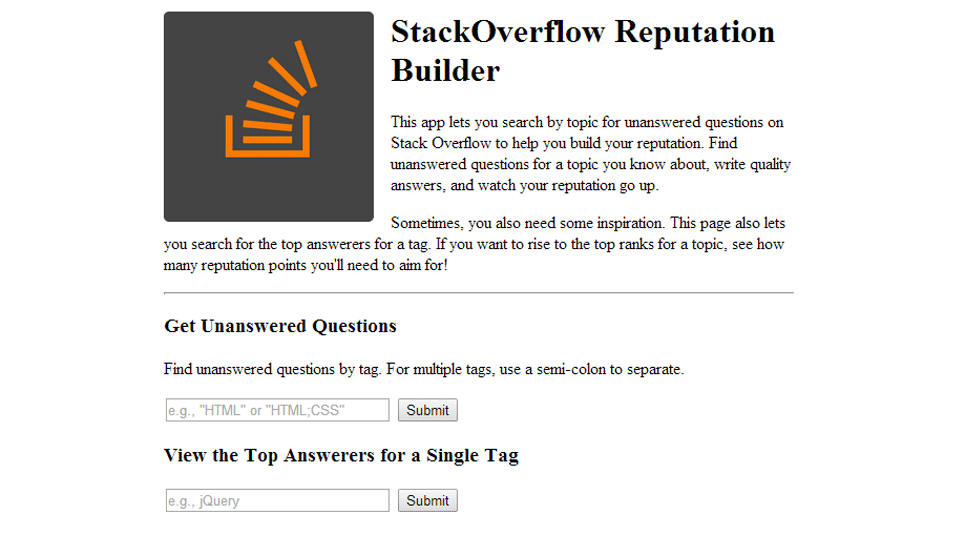 StackOverflow Reputation
Builder
This app lets you search by topic for unanswered questions on
Stack Overflow to help you build your reputation. Find
unanswered questions for a topic you know about, write quality
answers, and watch your reputation go up.
Sometimes, you also need some inspiration. This page also lets
you search for the top answerers for a tag. If you want to rise to the top ranks for a topic, see how
many reputation points you'll need to aim for!
Get Unanswered Questions
Find unanswered questions by tag. For multiple tags, use a semi-colon to separate.
e.g., "HTML" or "HTML;CSS" Submit
View the Top Answerers for a Single Tag
e.g., jQuery Submit